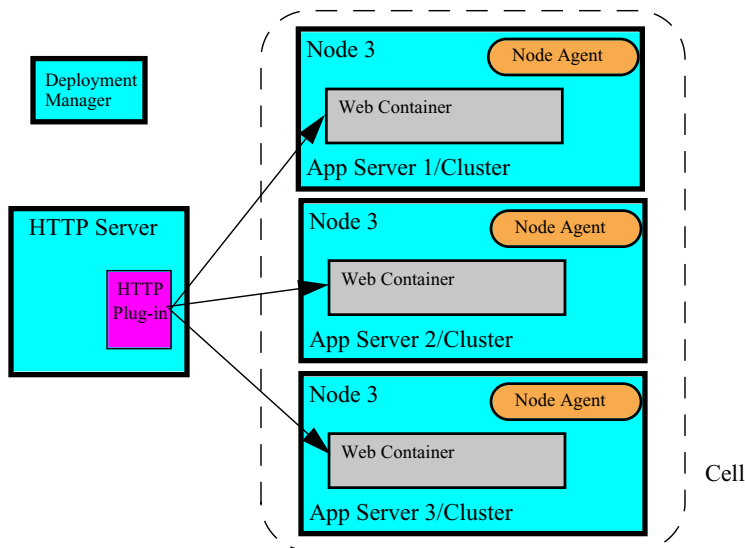 Deployment
Manager
HTTP Server
HTTP
Plug-in
Node 3
Node Agent
Web Container
App Server 1/Cluster
Node 3
Node Agent
Web Container
App Server 2/Cluster
Node 3
Node Agent
Web Container
App Server 3/Cluster
Cell